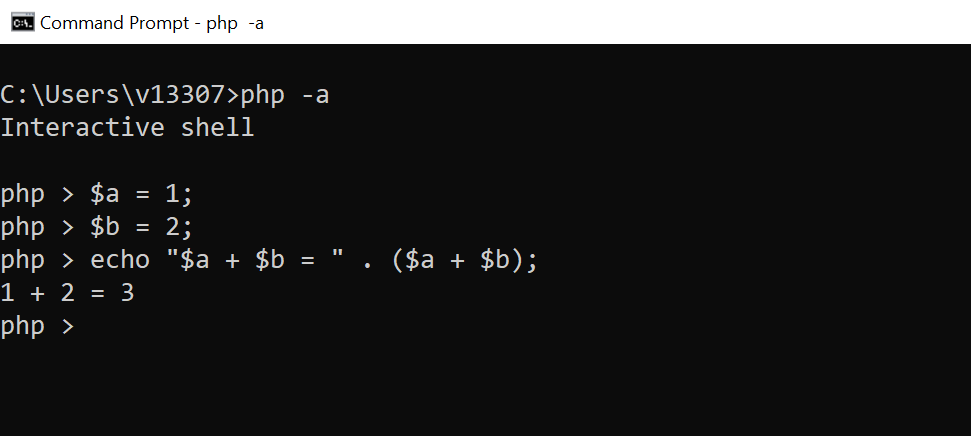 Command Prompt - php  -a
C:\Users\v13307>php -a
Interactive shell
php > $a = 1;
php > $b = 2;
php > echo "$a + $b = " . ($a + $b);
1 + 2 = 3
php >